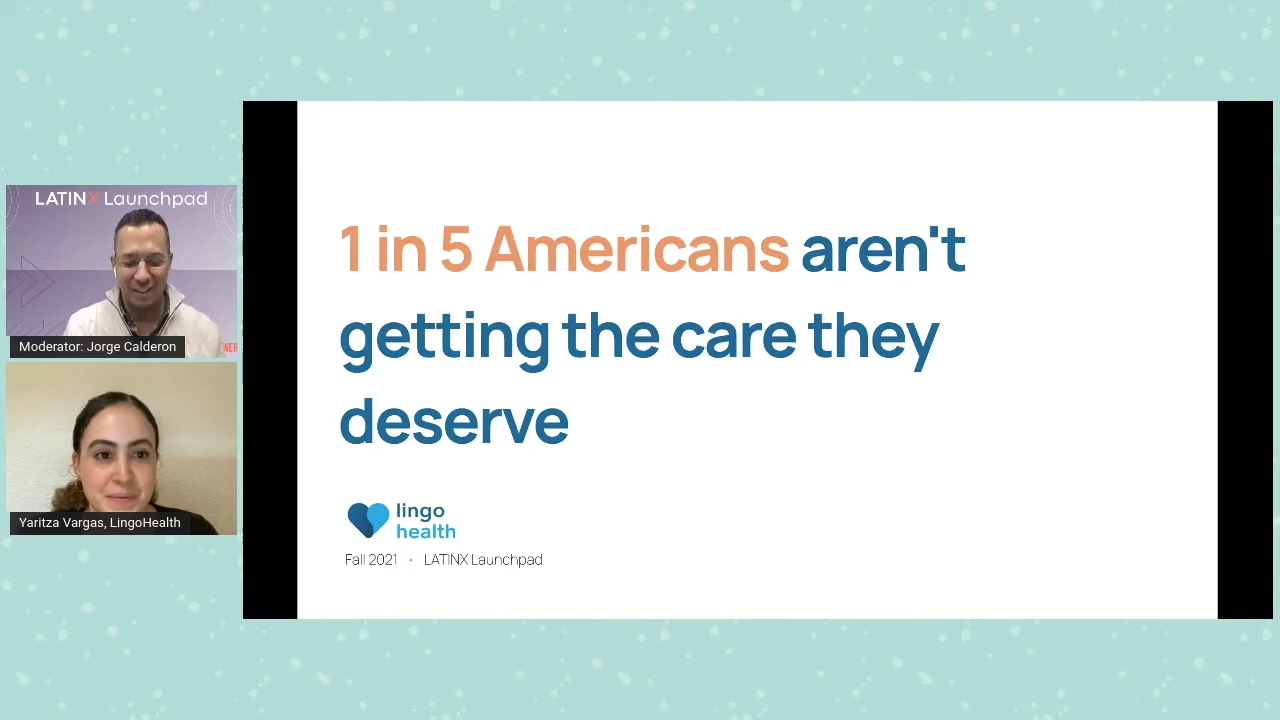 LATINX Launchpad
Moderator: Jorge Calderon
Yaritza Vargas, LingoHealth
1 in 5 Americans aren't
getting the care they
deserve
lingo
health
Fall 2021 • LATINX Launchpad